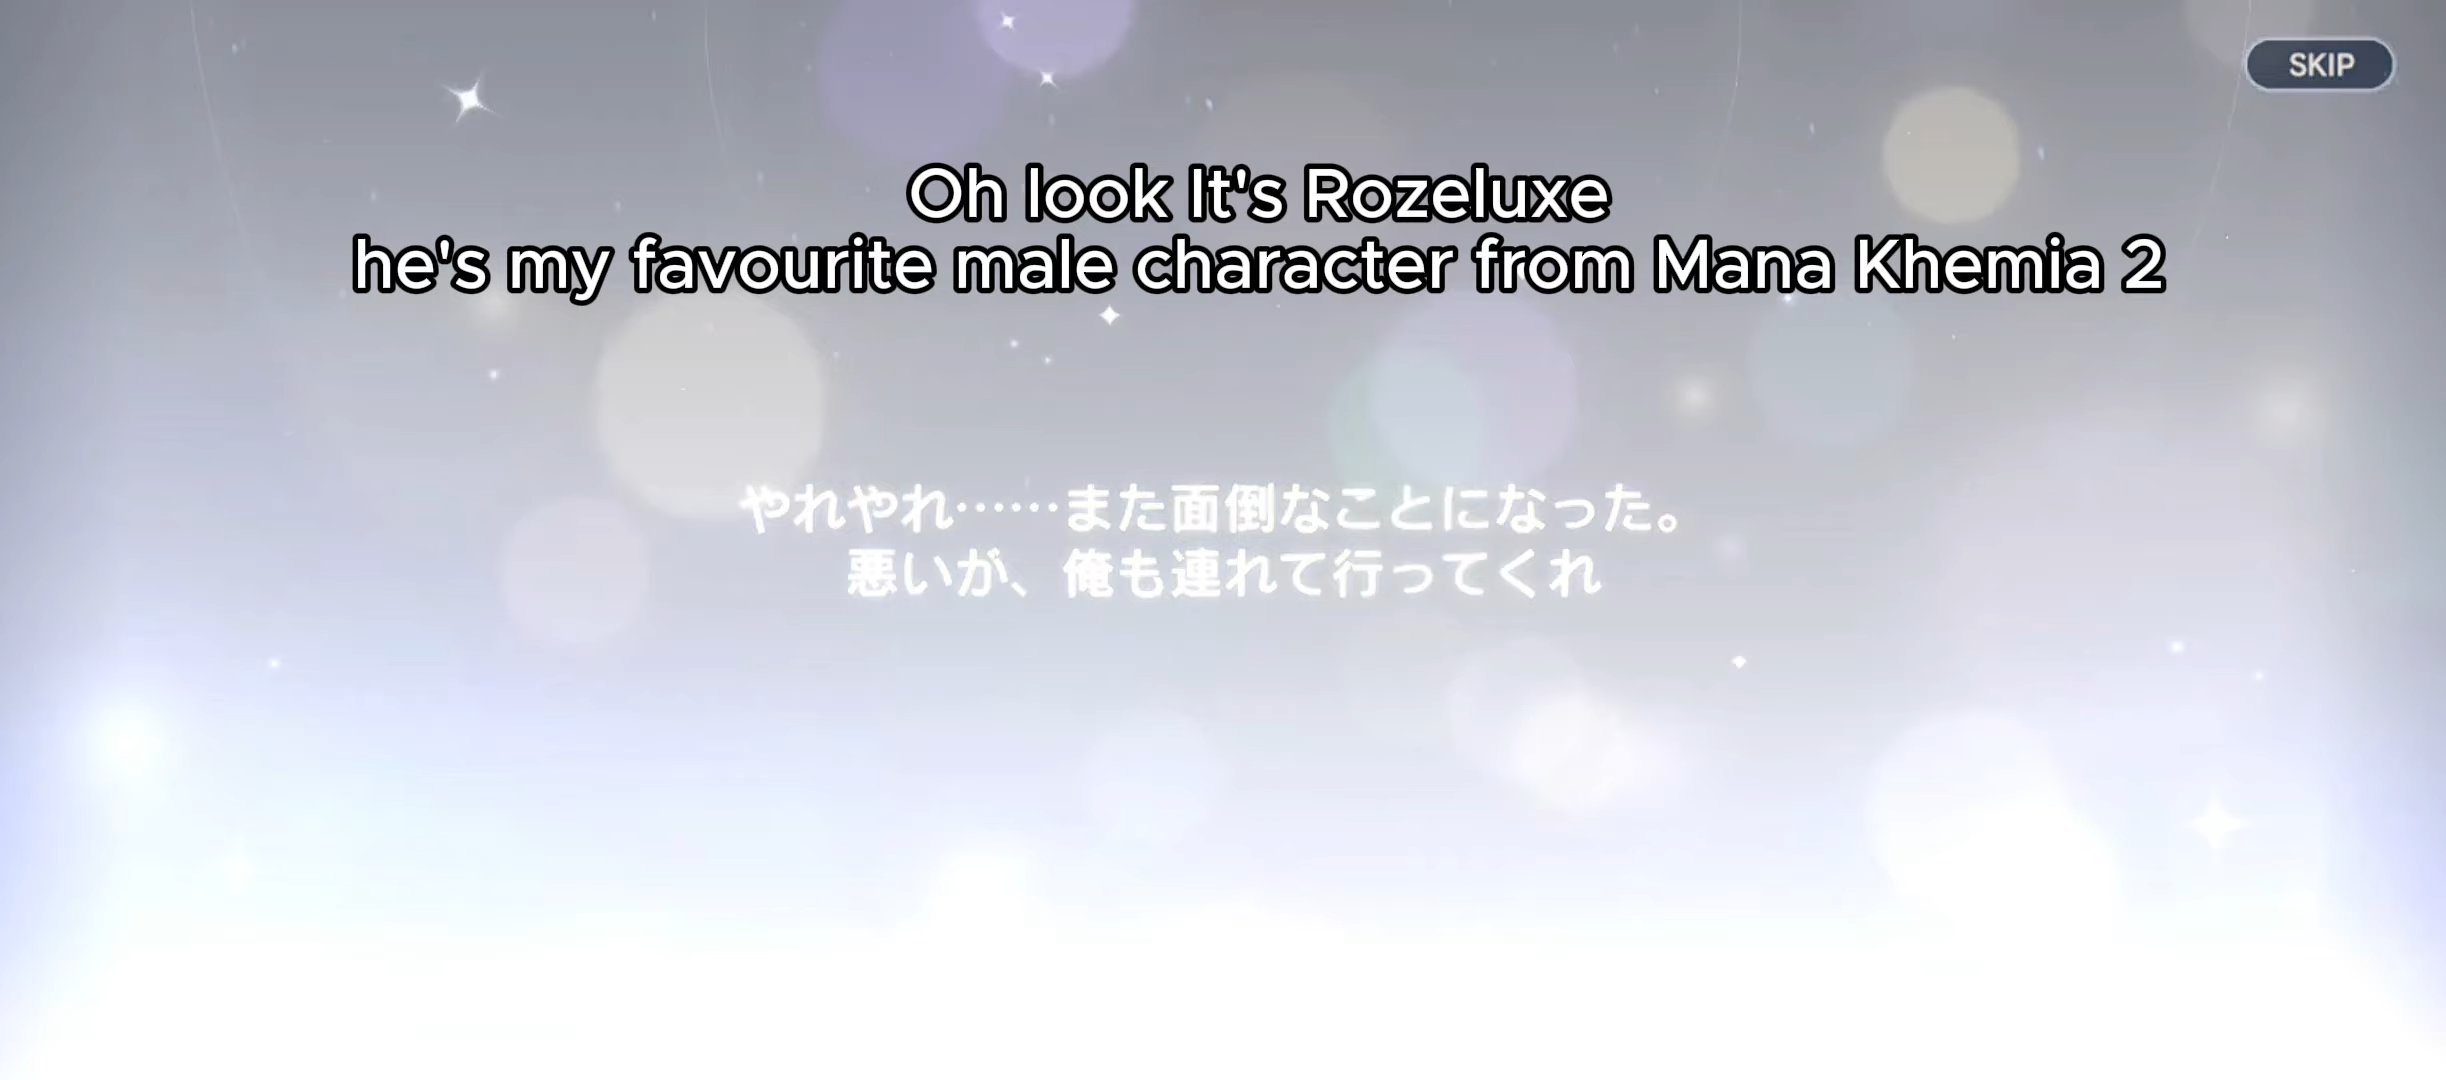 SKIP
Oh look It's Rozeluxe
he's my favourite male character from Mana Khemia 2
やれやれ……また面倒なことになった。
悪いが、俺も連れて行ってくれ